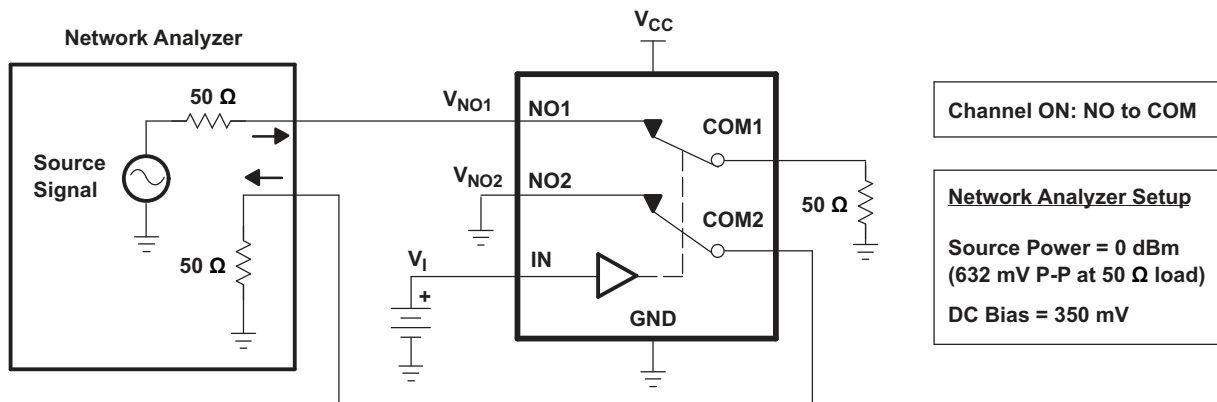 Network Analyzer
50 Ω
Source
Signal
50 Ω
V_NO1
V_NO2
V_I
+
V_CC
NO1
COM1
NO2
COM2
IN
GND
50 Ω
Channel ON: NO to COM
Network Analyzer Setup
Source Power = 0 dBm
(632 mV P-P at 50 Ω load)
DC Bias = 350 mV